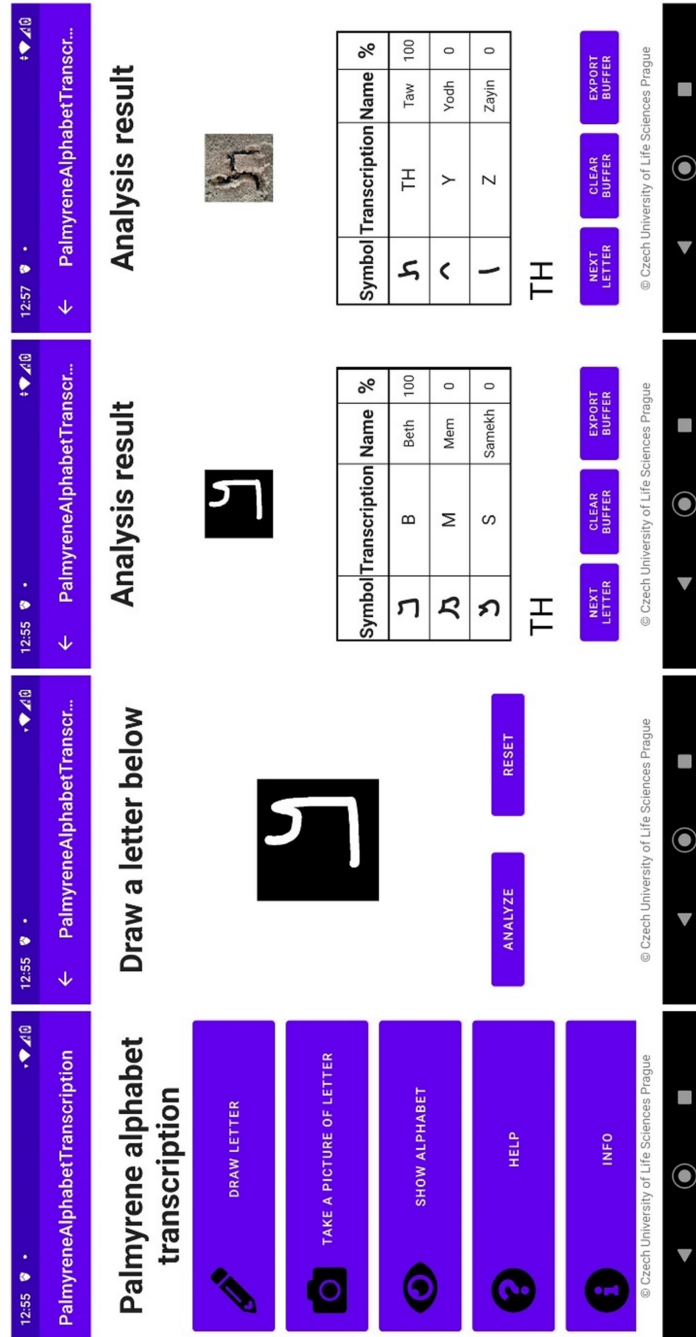 12:55
PalmyreneAlphabetTranscription
Palmyrene alphabet
transcription
DRAW LETTER
TAKE A PICTURE OF LETTER
SHOW ALPHABET
HELP
INFO
© Czech University of Life Sciences Prague
12:55
PalmyreneAlphabetTranscr...
Draw a letter below
𐡡
ANALYZE RESET
© Czech University of Life Sciences Prague
12:55
PalmyreneAlphabetTranscr...
Analysis result
𐡡
Symbol Transcription Name %
𐡡 B Beth 100
𐡬 M Mem 0
𐡯 S Samekh 0
TH
NEXT LETTER CLEAR BUFFER EXPORT BUFFER
© Czech University of Life Sciences Prague
12:57
PalmyreneAlphabetTranscr...
Analysis result
𐡶
Symbol Transcription Name %
𐡶 TH Taw 100
𐡩 Y Yodh 0
𐡦 Z Zayin 0
TH
NEXT LETTER CLEAR BUFFER EXPORT BUFFER
© Czech University of Life Sciences Prague